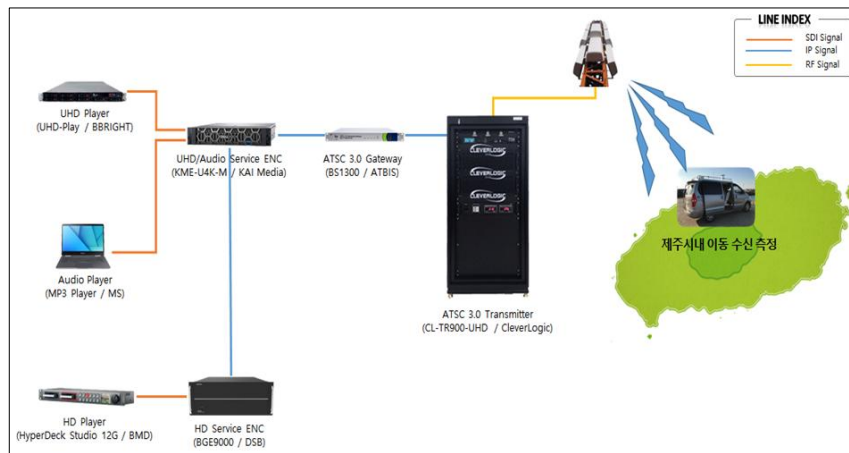 LINE INDEX
SDI Signal
IP Signal
RF Signal
UHD Player
(UHD-Play / BBRIGHT)
UHD/Audio Service ENC
(KME-U4K-M / KAI Media)
ATSC 3.0 Gateway
(BS1300 / ATBIS)
CLEVERLOGIC
CLEVERLOGIC
CLEVERLOGIC
제주시내 이동 수신 측정
Audio Player
(MP3 Player / MS)
ATSC 3.0 Transmitter
(CL-TR900-UHD / CleverLogic)
HD Player
(HyperDeck Studio 12G / BMD)
HD Service ENC
(BGE9000 / DSB)